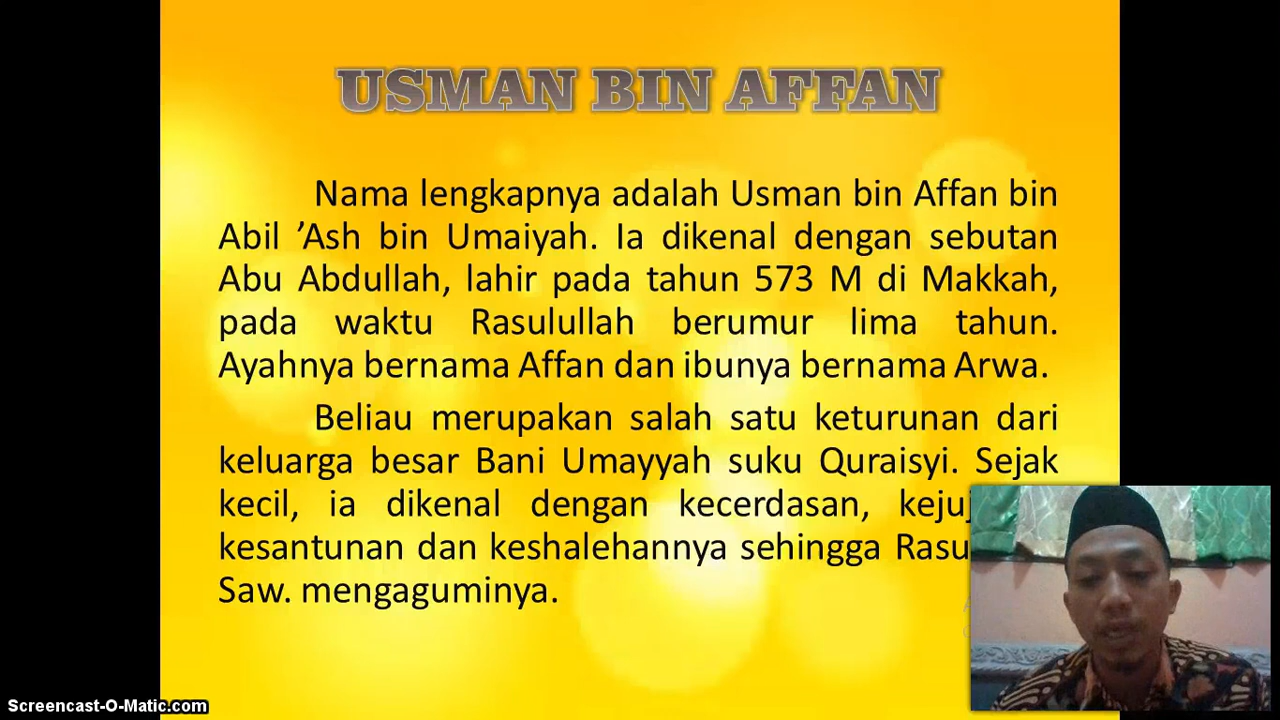 USMAN BIN AFFAN
Nama lengkapnya adalah Usman bin Affan bin
Abil ’Ash bin Umaiyah. Ia dikenal dengan sebutan
Abu Abdullah, lahir pada tahun 573 M di Makkah,
pada waktu Rasulullah berumur lima tahun.
Ayahnya bernama Affan dan ibunya bernama Arwa.
Beliau merupakan salah satu keturunan dari
keluarga besar Bani Umayyah suku Quraisyi. Sejak
kecil, ia dikenal dengan kecerdasan,
kesantunan dan keshalehannya sehingga
Saw. mengaguminya.
Screencast-O-Matic.com